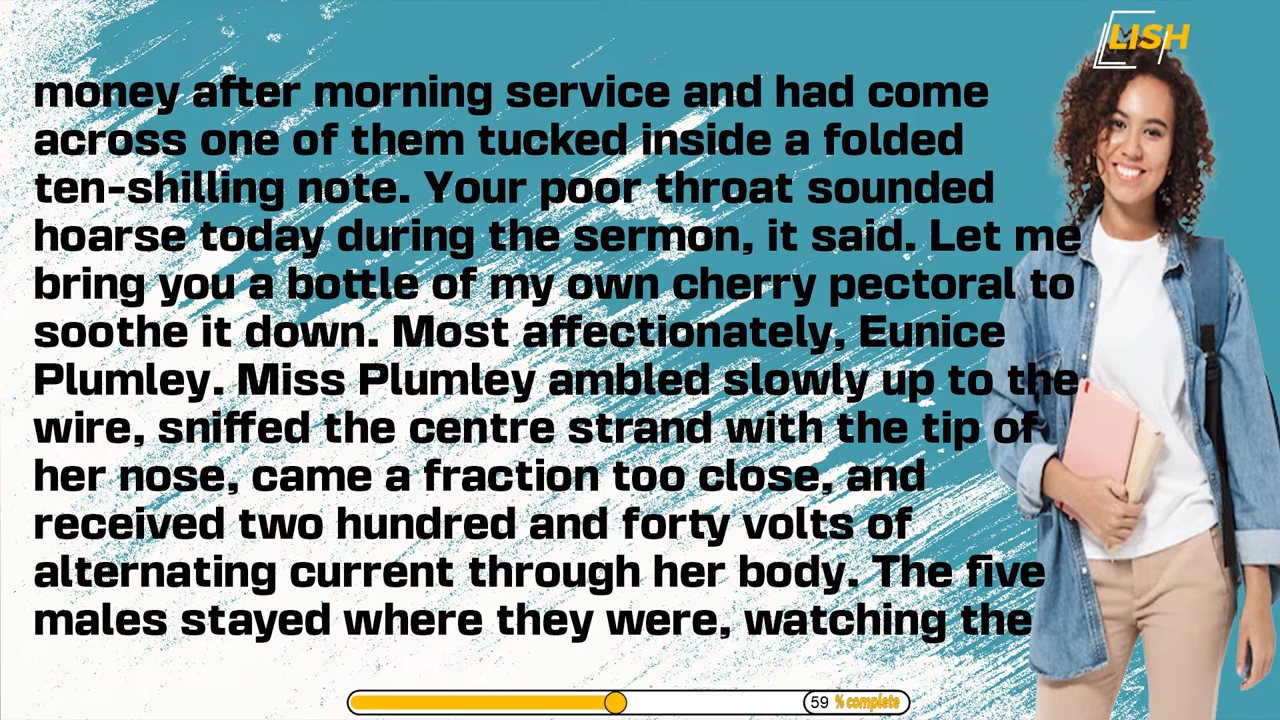 LISH
money after morning service and had come
across one of them tucked inside a folded
ten-shilling note. Your poor throat sounded
hoarse today during the sermon, it said. Let me
bring you a bottle of my own cherry pectoral to
soothe it down. Most affectionately, Eunice
Plumley. Miss Plumley ambled slowly up to the
wire, sniffed the centre strand with the tip of
her nose, came a fraction too close, and
received two hundred and forty volts of
alternating current through her body. The five
males stayed where they were, watching the
59 % complete